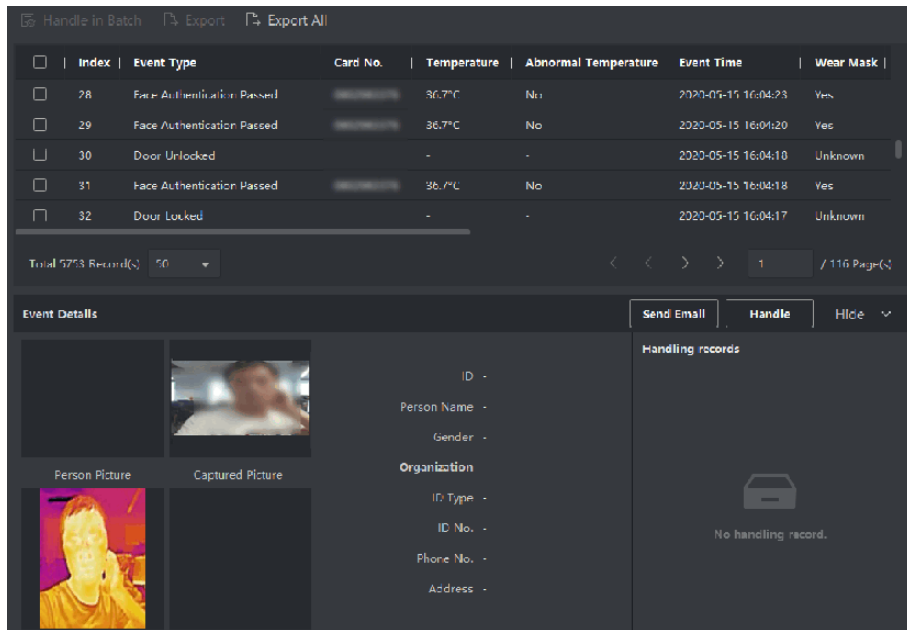 Handle in Batch Export Export All
Index Event Type Card No. Temperature Abnormal Temperature Event Time Wear Mask
28 Face Authentication Passed 36.7°C No 2020-05-15 16:04:23 Yes
29 Face Authentication Passed 36.7°C No 2020-05-15 16:04:20 Yes
30 Door Unlocked - - 2020-05-15 16:04:18 Unknown
31 Face Authentication Passed 36.7°C No 2020-05-15 16:04:18 Yes
32 Door Locked - - 2020-05-15 16:04:17 Unknown
Total 5753 Record(s) 50 1 / 116 Page(s)
Event Details Send Email Handle Hide
Handling records
ID -
Person Name -
Gender -
Person Picture Captured Picture Organization
ID Type -
ID No. -
Phone No. -
No handling record.
Address -